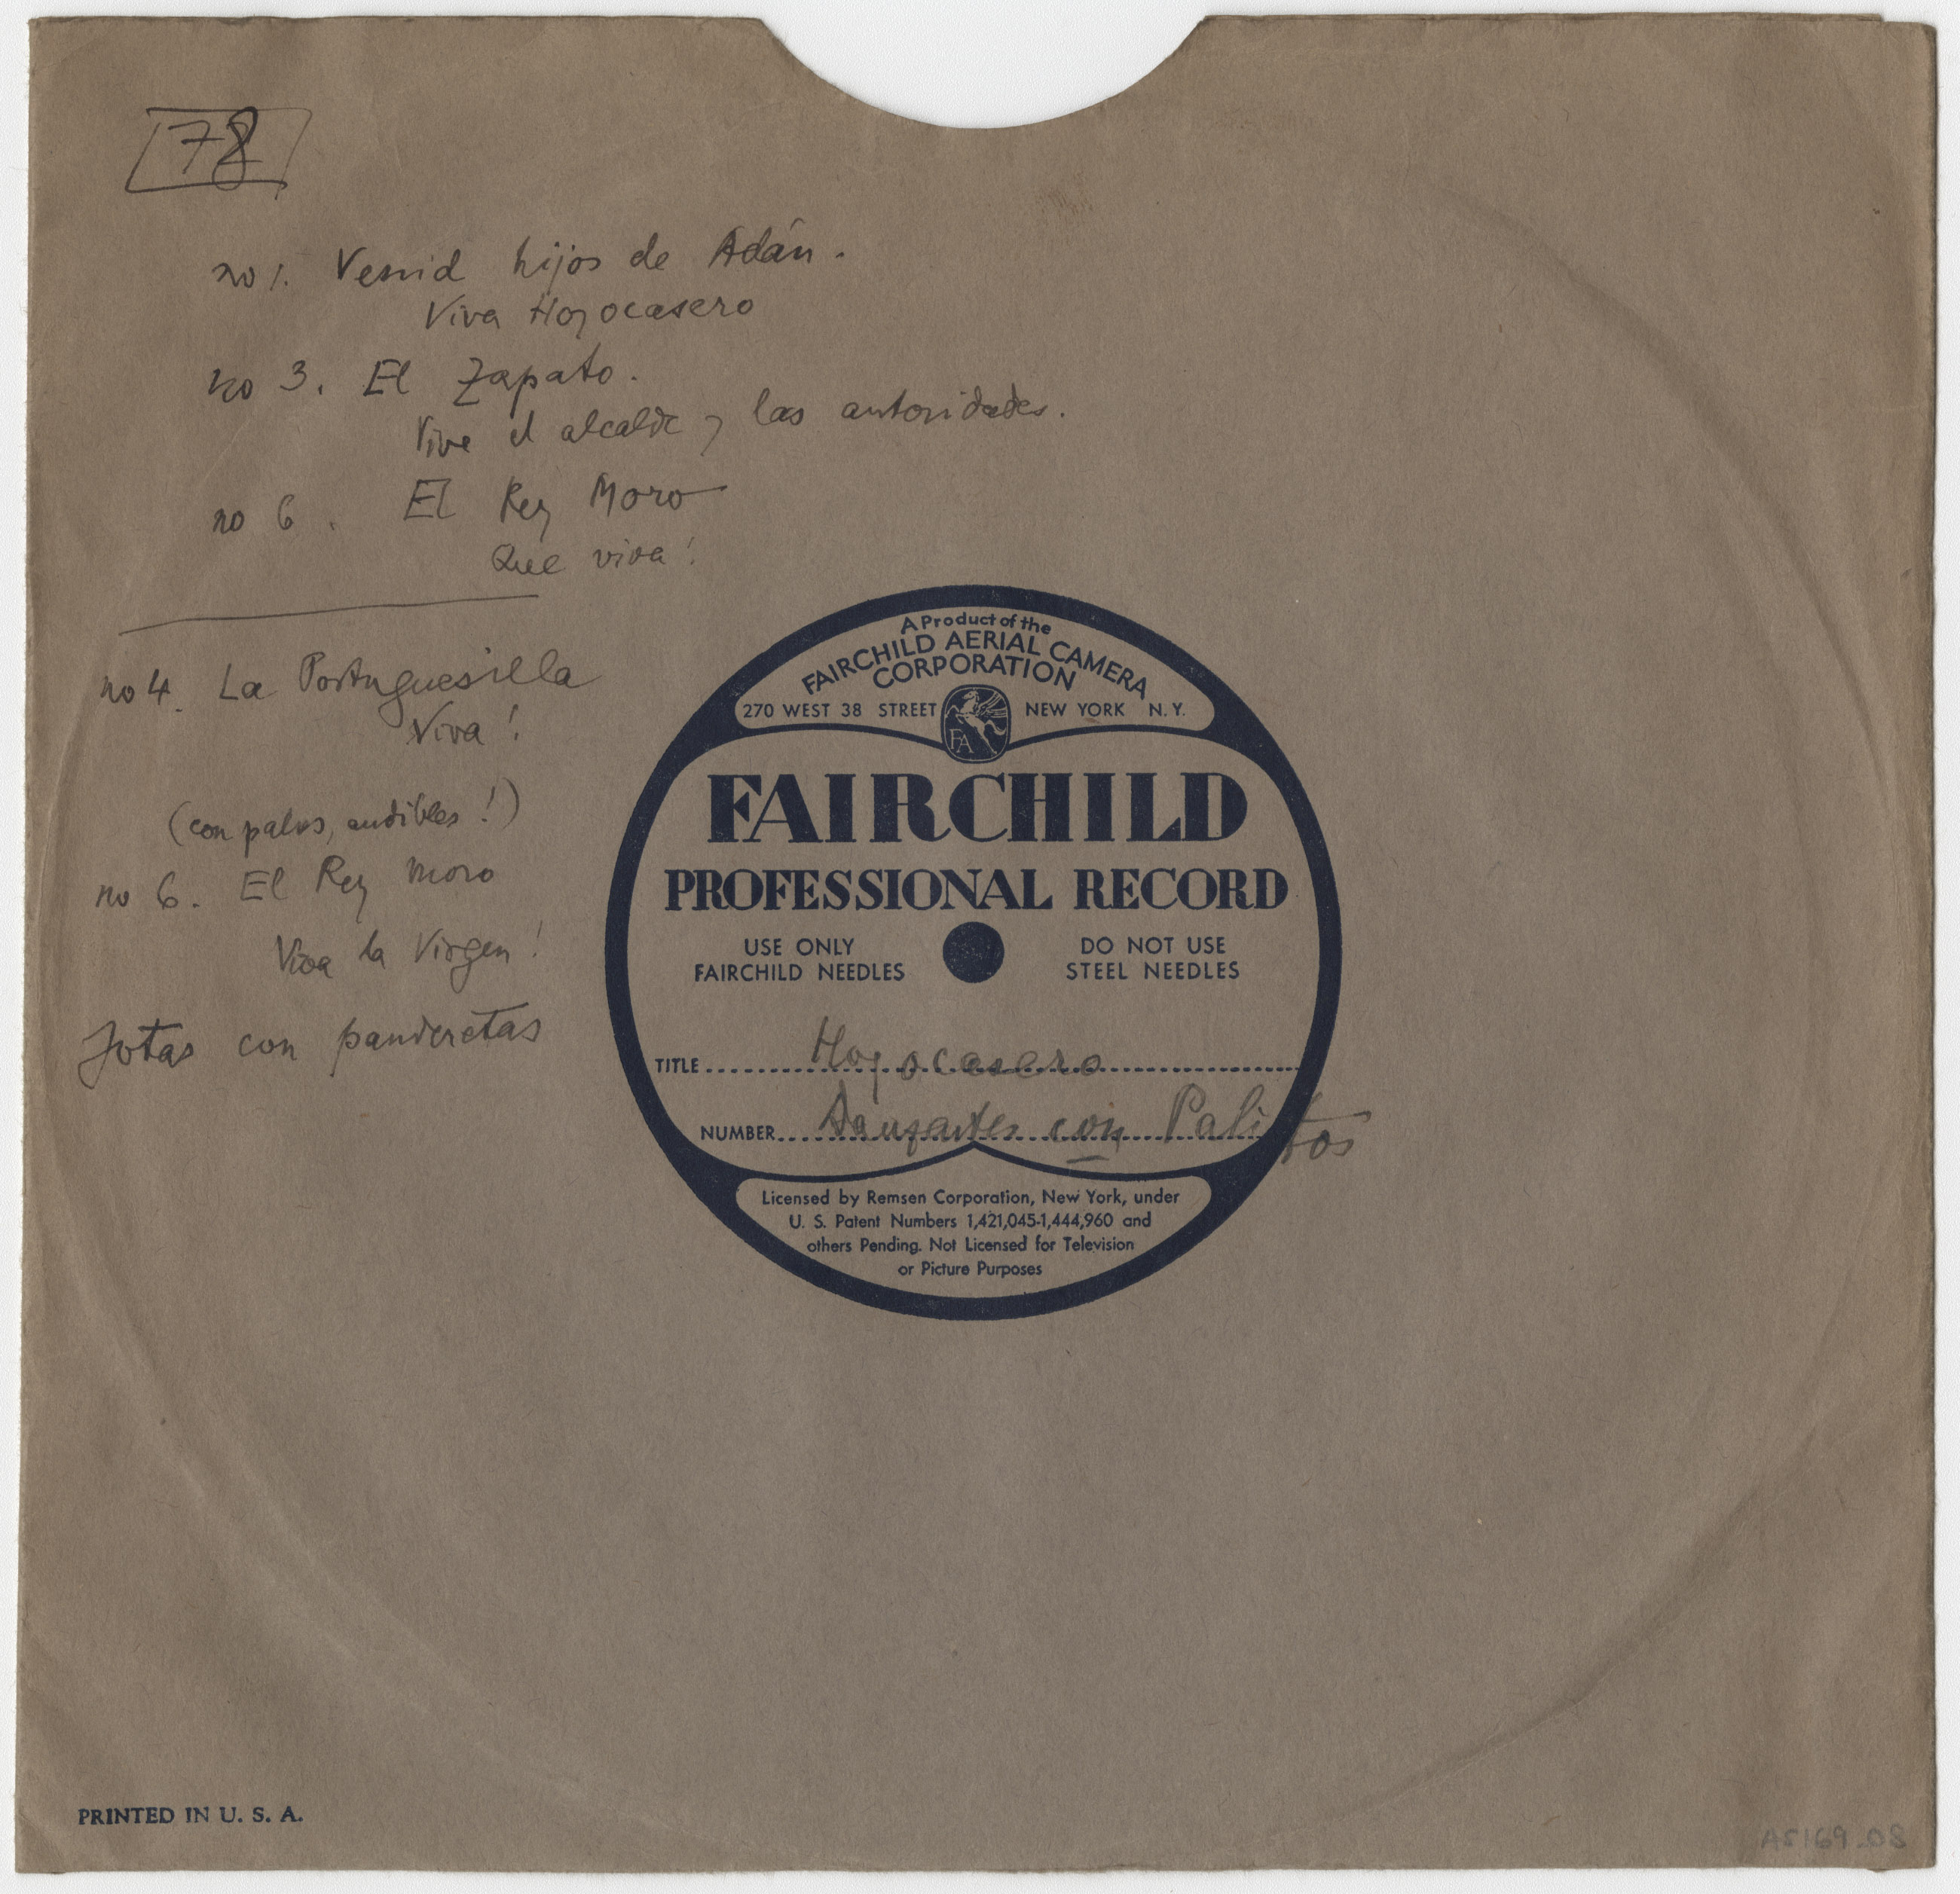 78
no 1. Venid hijos de Adán.
Viva Hoyocasero
no 3. El Zapato.
Viva el alcalde y las autoridades.
no 6. El Rey Moro
Que viva!
no 4. La Portuguesilla
Viva!
(con palos, audibles!)
no 6. El Rey Moro
Viva la Virgen!
Jotas con panderetas
A Product of the
FAIRCHILD AERIAL CAMERA
CORPORATION
270 WEST 38 STREET NEW YORK N.Y.
FA
FAIRCHILD
PROFESSIONAL RECORD
USE ONLY DO NOT USE
FAIRCHILD NEEDLES STEEL NEEDLES
TITLE Hoyocasero
NUMBER Danzantes con Palitos
Licensed by Remsen Corporation, New York, under
U. S. Patent Numbers 1,421,045-1,444,960 and
others Pending. Not Licensed for Television
or Picture Purposes
PRINTED IN U. S. A.
AS169.DS